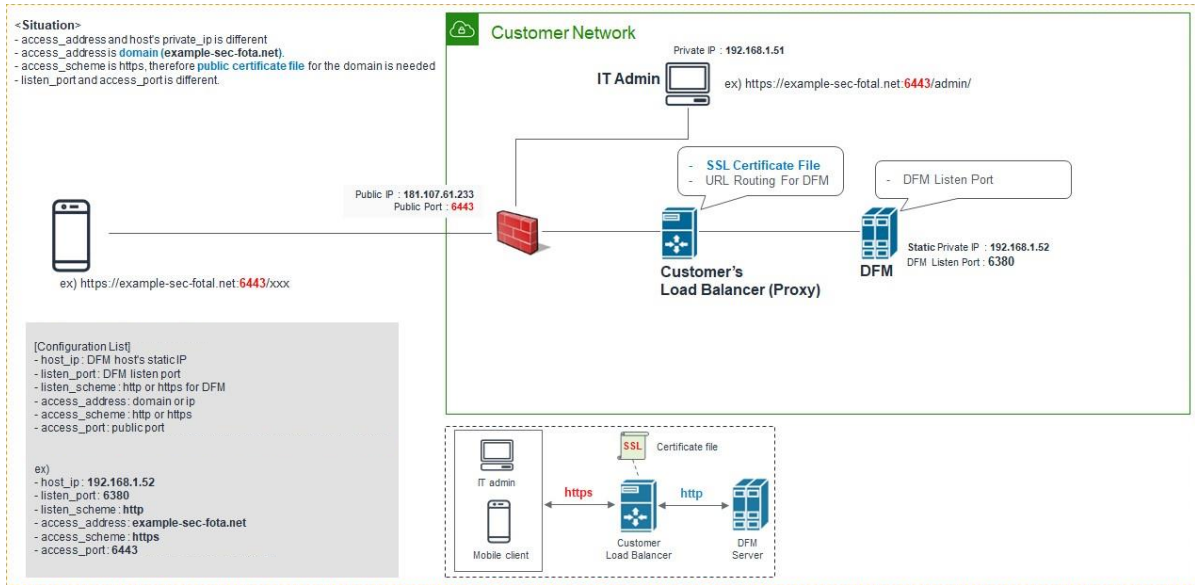 <Situation>
- access_address and host's private_ip is different
- access_address is domain (example-sec-fota.net).
- access_scheme is https, therefore public certificate file for the domain is needed
- listen_port and access_port is different.
Customer Network
Private IP : 192.168.1.51
IT Admin
ex) https://example-sec-fotal.net:6443/admin/
- SSL Certificate File
- URL Routing For DFM
- DFM Listen Port
Public IP : 181.107.61.233
Public Port : 6443
ex) https://example-sec-fotal.net:6443/xxx
Customer's
Load Balancer (Proxy)
DFM
Static Private IP : 192.168.1.52
DFM Listen Port : 6380
[Configuration List]
- host_ip : DFM host's static IP
- listen_port : DFM listen port
- listen_scheme : http or https for DFM
- access_address : domain or ip
- access_scheme : http or https
- access_port : public port
ex)
- host_ip : 192.168.1.52
- listen_port : 6380
- listen_scheme : http
- access_address : example-sec-fota.net
- access_scheme : https
- access_port : 6443
SSL
Certificate file
IT admin
Mobile client
https
http
Customer
Load Balancer
DFM
Server